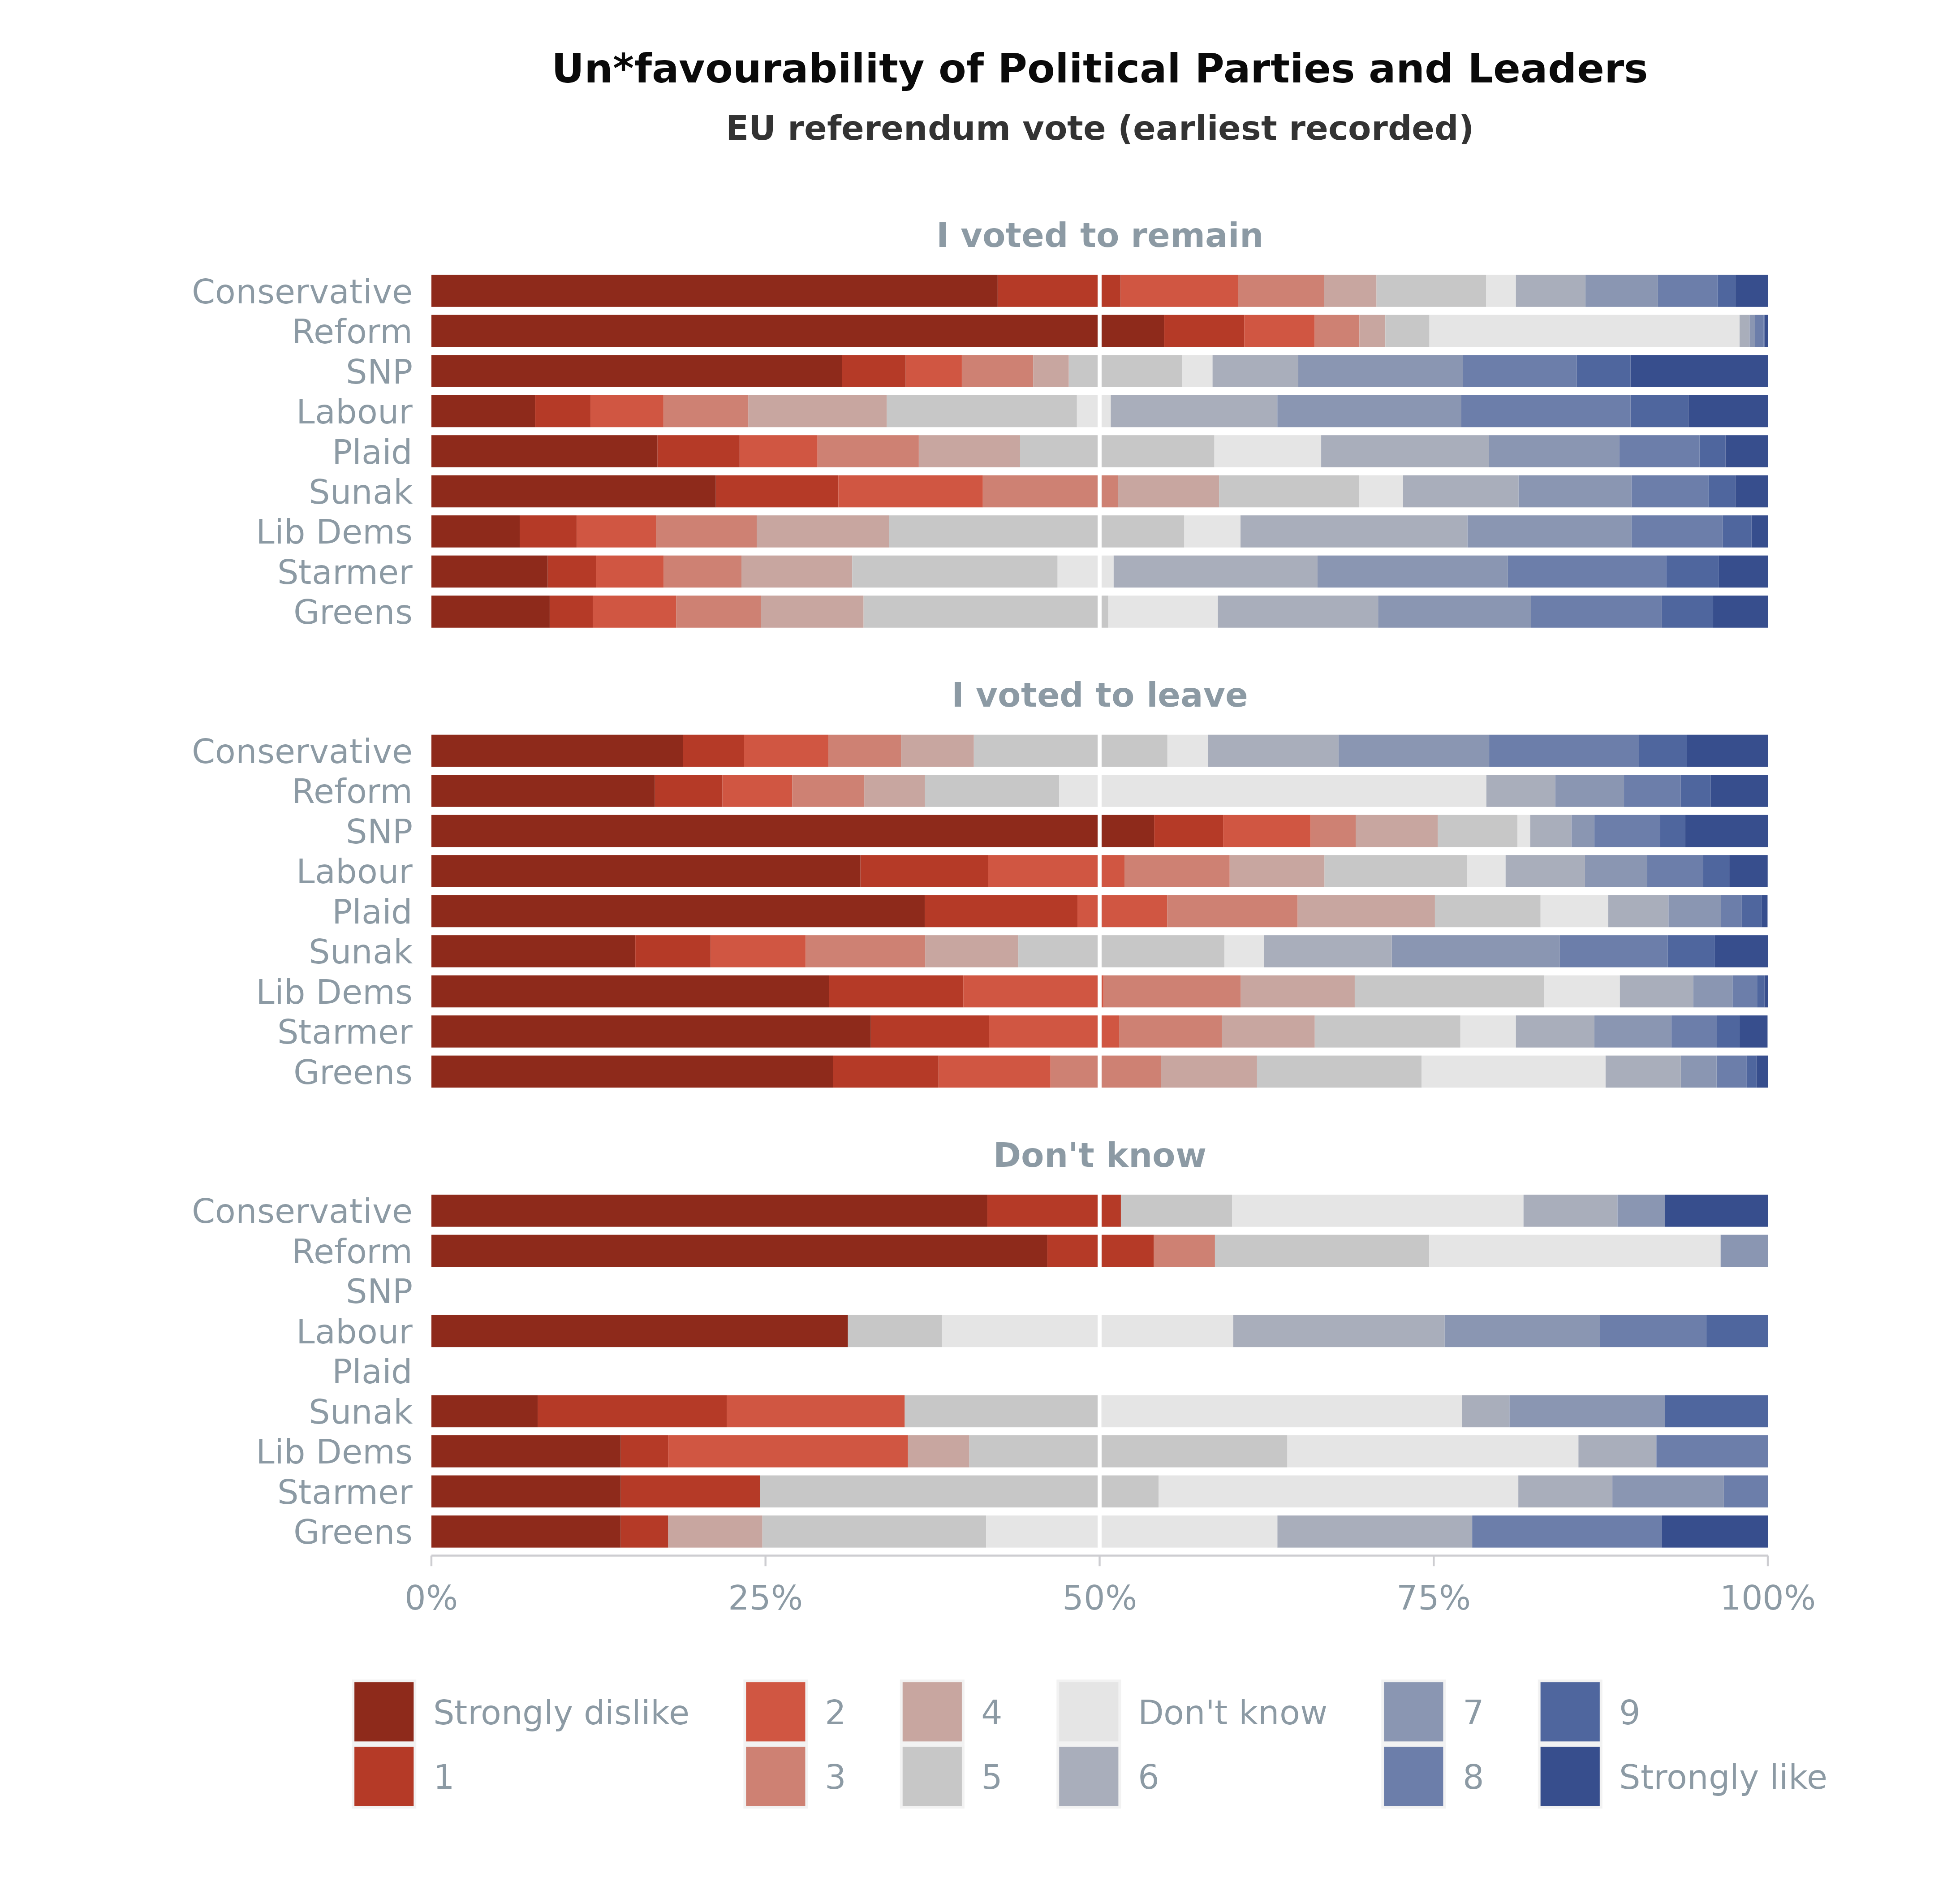 Un*favourability of Political Parties and Leaders
EU referendum vote (earliest recorded)
I voted to remain
Conservative
Reform
SNP
Labour
Plaid
Sunak
Lib Dems
Starmer
Greens
I voted to leave
Conservative
Reform
SNP
Labour
Plaid
Sunak
Lib Dems
Starmer
Greens
Don't know
Conservative
Reform
SNP
Labour
Plaid
Sunak
Lib Dems
Starmer
Greens
0% 25% 50% 75% 100%
Strongly dislike 2 4 Don't know 7 9
1 3 5 6 8 Strongly like